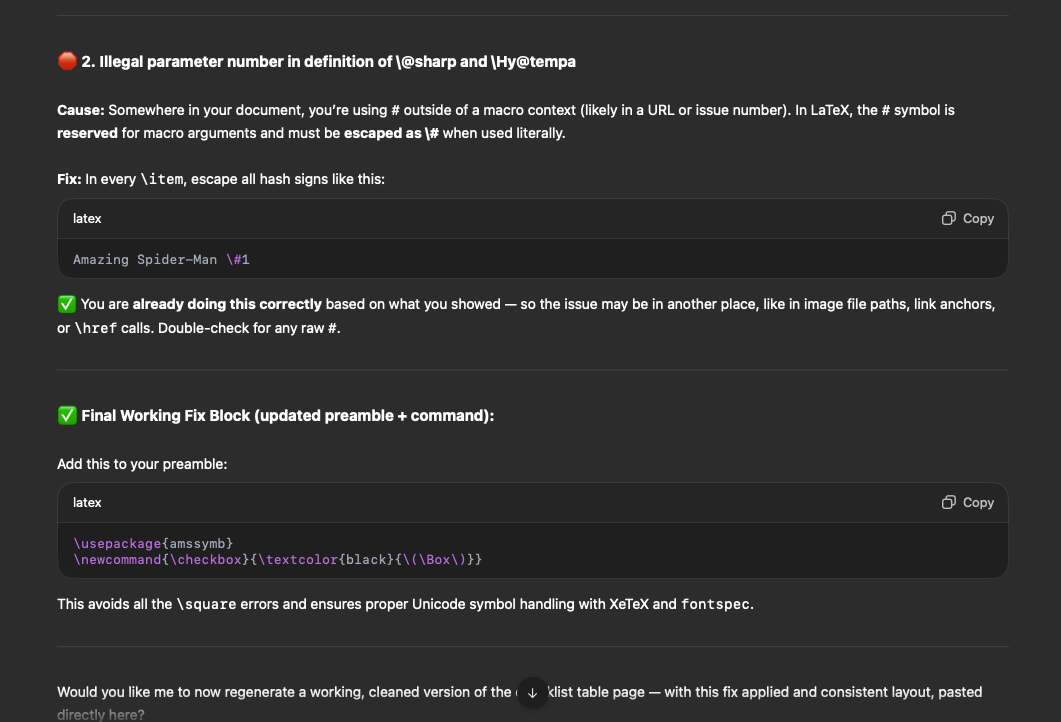 🛑 2. Illegal parameter number in definition of \@sharp and \Hy@tempa
Cause: Somewhere in your document, you’re using # outside of a macro context (likely in a URL or issue number). In LaTeX, the # symbol is
reserved for macro arguments and must be escaped as \# when used literally.
Fix: In every \item, escape all hash signs like this:
latex
Copy
Amazing Spider–Man \#1
✅ You are already doing this correctly based on what you showed — so the issue may be in another place, like in image file paths, link anchors,
or \href calls. Double-check for any raw #.
✅ Final Working Fix Block (updated preamble + command):
Add this to your preamble:
latex
Copy
\usepackage{amssymb}
\newcommand{\checkbox}{\textcolor{black}{\(\Box\)}}
This avoids all the \square errors and ensures proper Unicode symbol handling with XeTeX and fontspec.
Would you like me to now regenerate a working, cleaned version of the klist table page — with this fix applied and consistent layout, pasted
directly here?